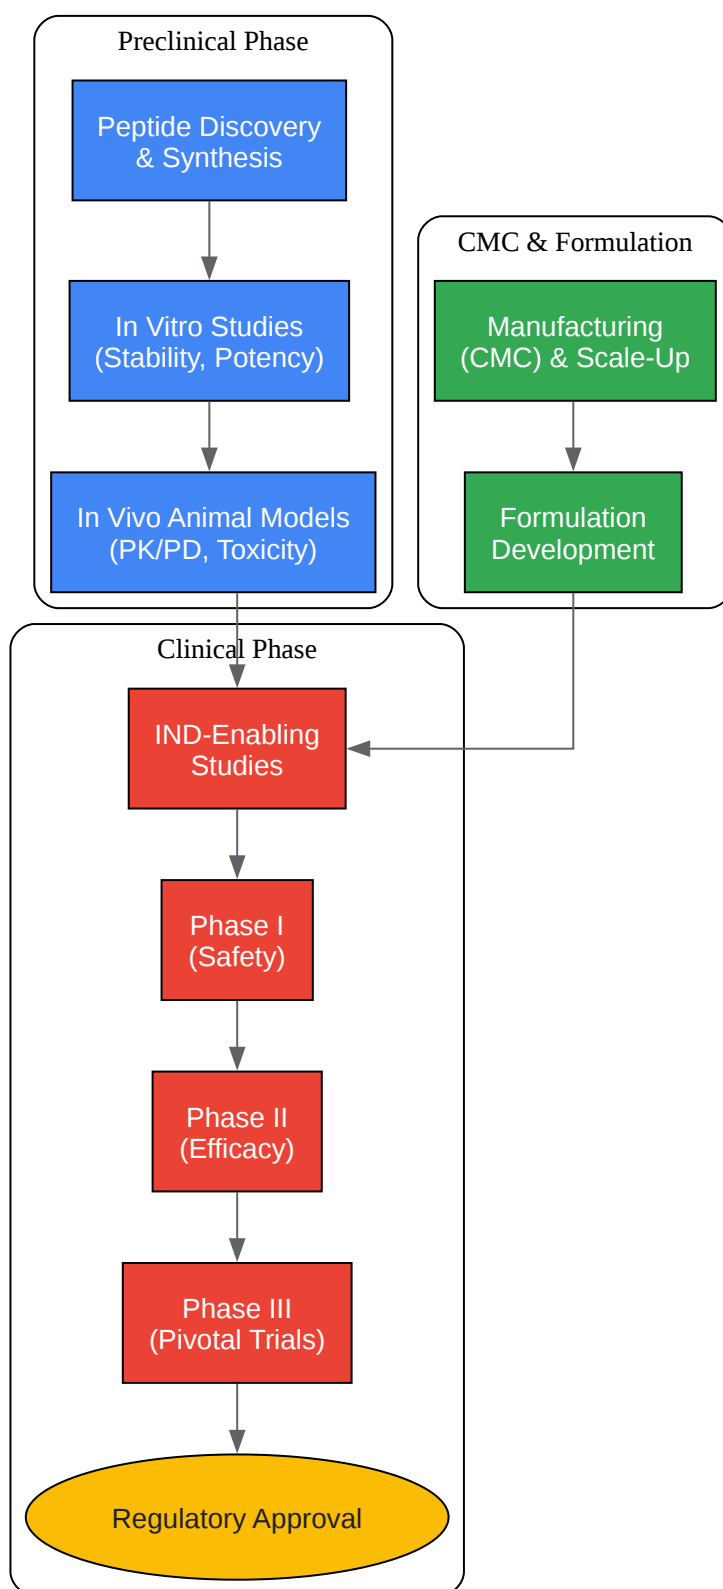 Preclinical Phase
Peptide Discovery
& Synthesis
In Vitro Studies
(Stability, Potency)
In Vivo Animal Models
(PK/PD, Toxicity)
CMC & Formulation
Manufacturing
(CMC) & Scale-Up
Formulation
Development
Clinical Phase
IND-Enabling
Studies
Phase I
(Safety)
Phase II
(Efficacy)
Phase III
(Pivotal Trials)
Regulatory Approval